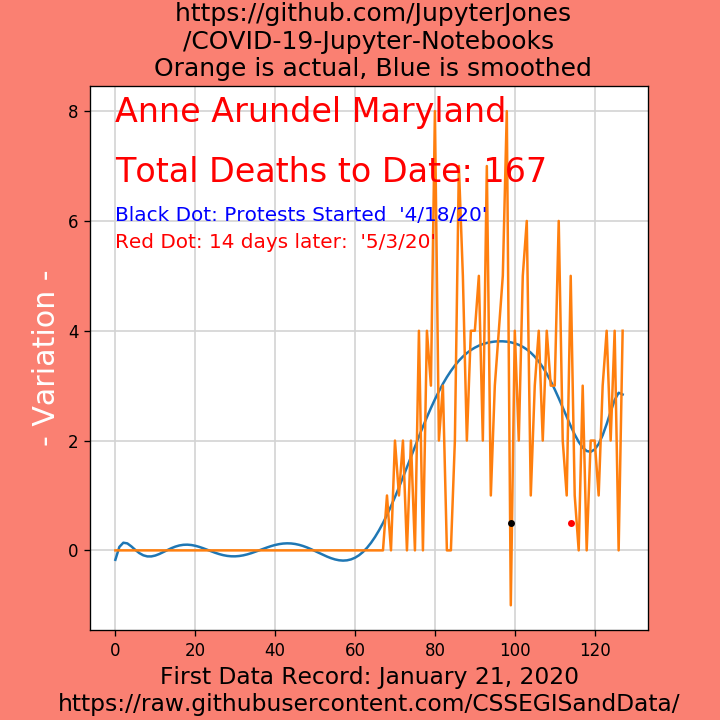 https://github.com/JupyterJones
/COVID-19-Jupyter-Notebooks
Orange is actual, Blue is smoothed
8
Anne Arundel Maryland
Total Deaths to Date: 167
6
Black Dot: Protests Started  '4/18/20'
Red Dot: 14 days later:  '5/3/20'
- Variation -
4
2
0
0 20 40 60 80 100 120
First Data Record: January 21, 2020
https://raw.githubusercontent.com/CSSEGISandData/